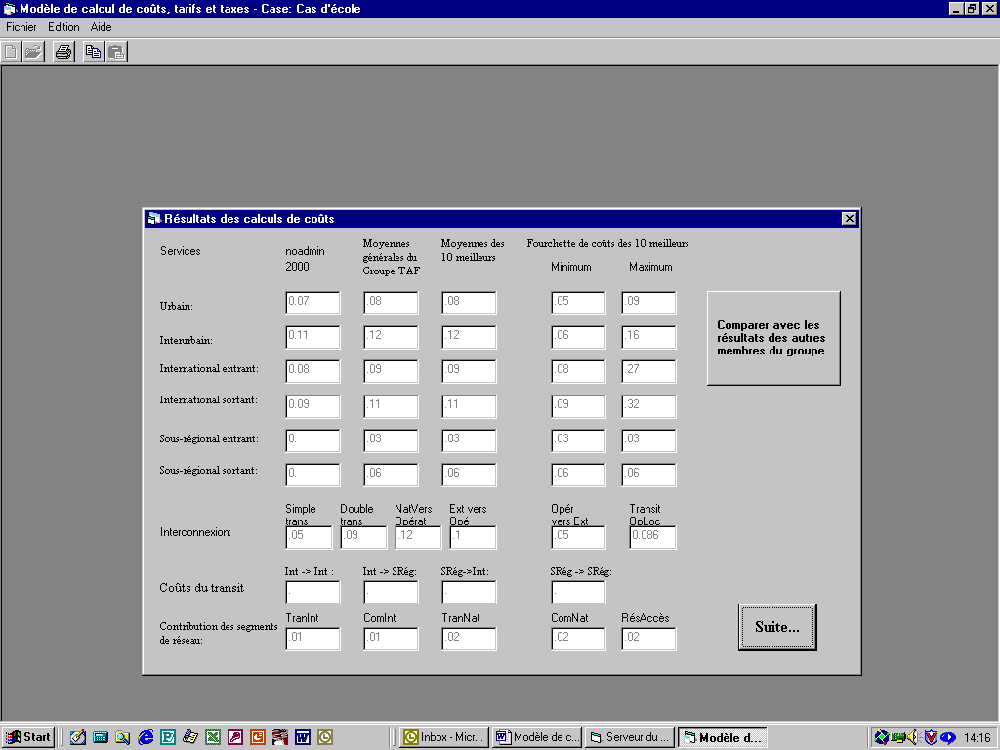 Modèle de calcul de coûts, tarifs et taxes - Case: Cas d'école
Fichier Edition Aide
Résultats des calculs de coûts
Services
noadmin
2000
Moyennes
générales du
Groupe TAF
Moyennes des
10 meilleurs
Fourchette de coûts des 10 meilleurs
Minimum Maximum
Urbain: 0.07 .08 .08 .05 .09
Interurbain: 0.11 .12 .12 .06 .16
International entrant: 0.08 .09 .09 .08 .27
International sortant: 0.09 .11 .11 .09 .32
Sous-régional entrant: 0. .03 .03 .03 .03
Sous-régional sortant: 0. .06 .06 .06 .06
Comparer avec les
résultats des autres
membres du groupe
Simple
trans
Double
trans
NatVers
Opérat
Ext vers
Opé
Opér
vers Ext
Transit
OpLoc
Interconnexion: .05 .09 .12 .1 .05 0.086
Int -> Int : Int -> SRég: SRég->Int: SRég -> SRég:
Coûts du transit . . . .
TranInt ComInt TranNat ComNat RésAccès
Contribution des segments
de réseau:
.01 .01 .02 .02 .02
Suite...
Start
Inbox - Micr...
Modèle de c...
Serveur du ...
Modèle d...
14:16